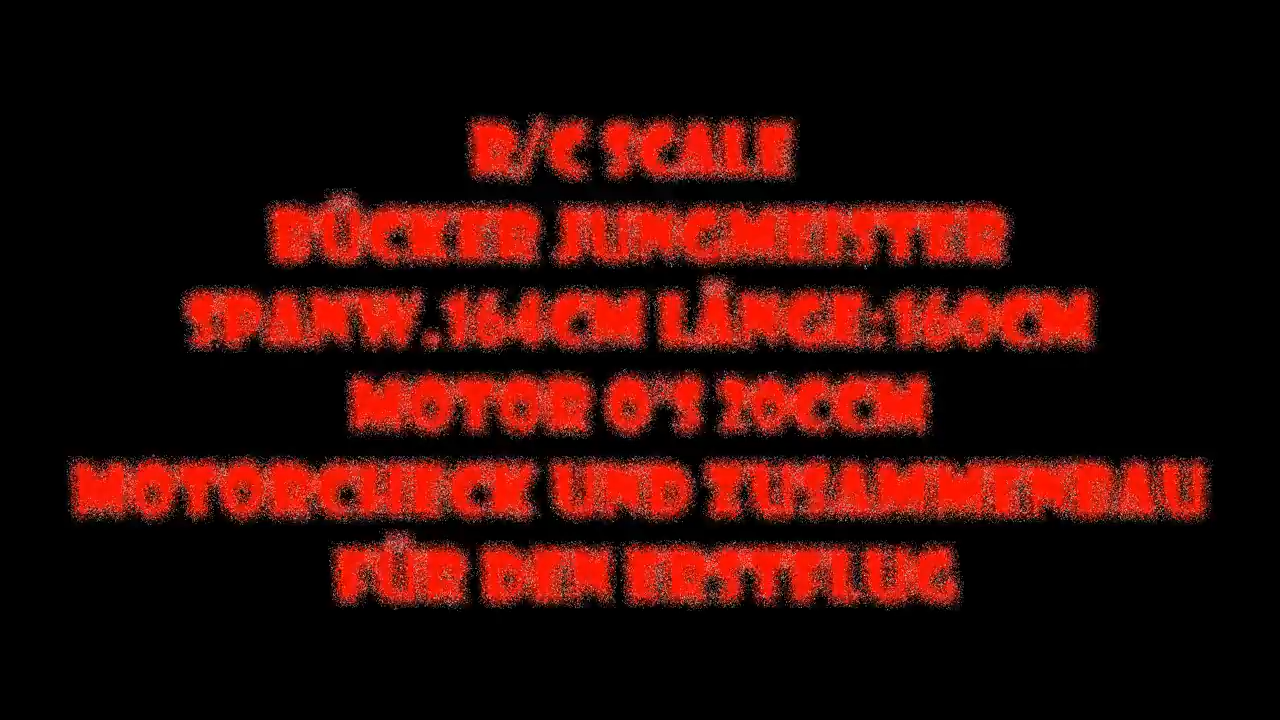 R/C SCALE
BÜCKER JUNGMEISTER
SPANW.164CM LÄNGE:160CM
MOTOR O'S 20CCM
MOTORCHECK UND ZUSAMMENBAU
FÜR DEN ERSTFLUG